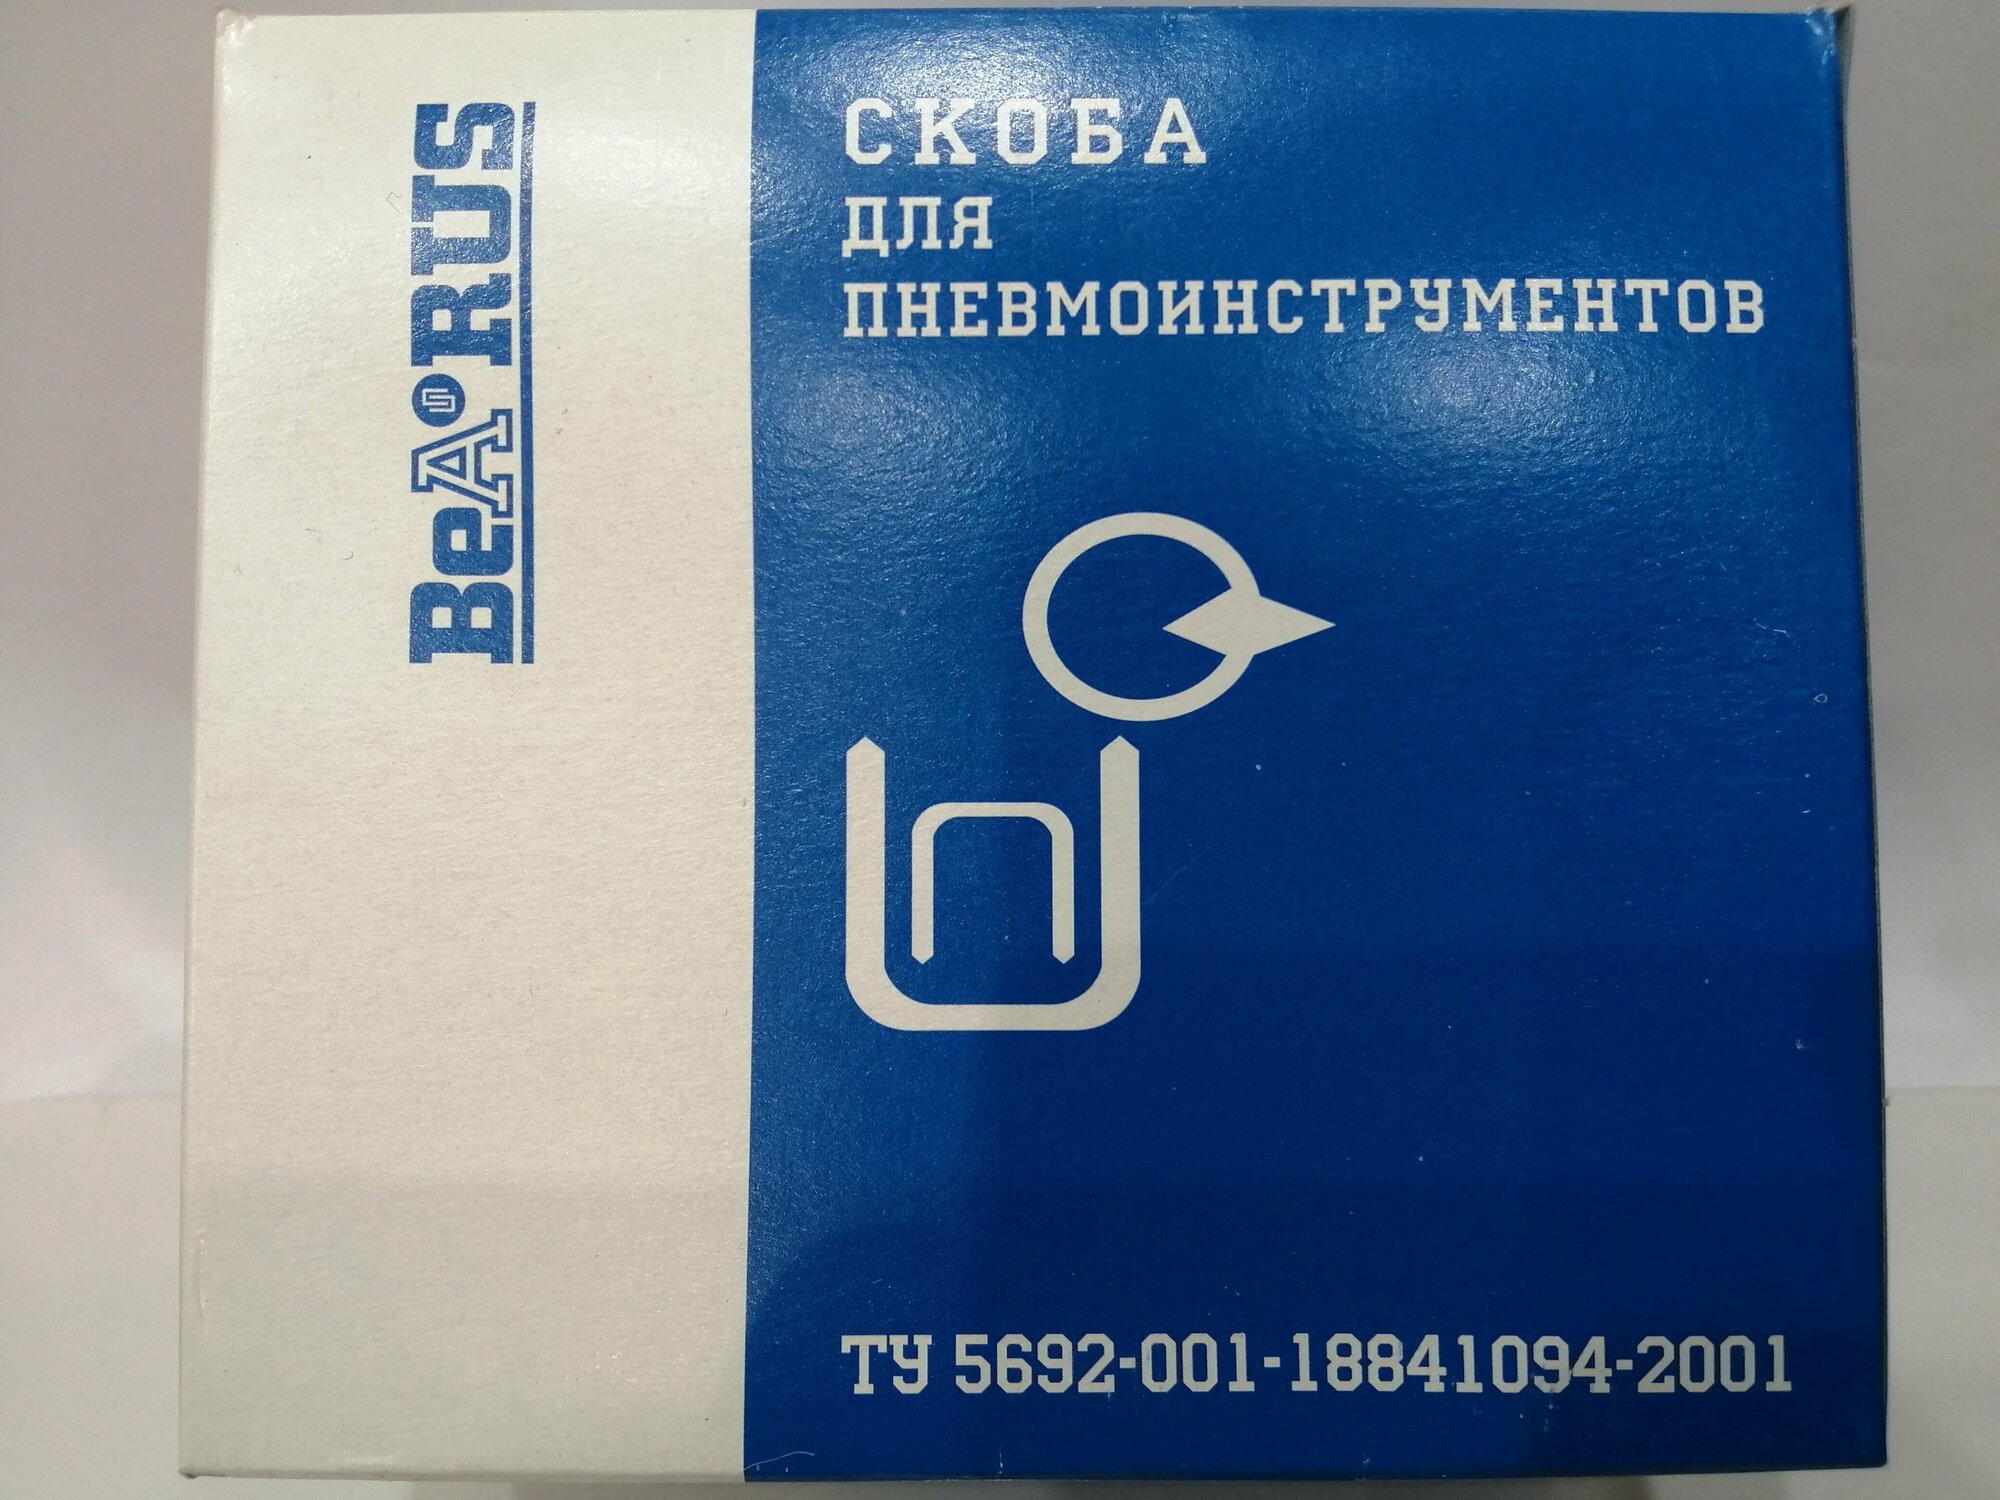 BeA RUS
СКОБА
ДЛЯ
ПНЕВМОИНСТРУМЕНТОВ
ТУ 5692-001-18841094-2001